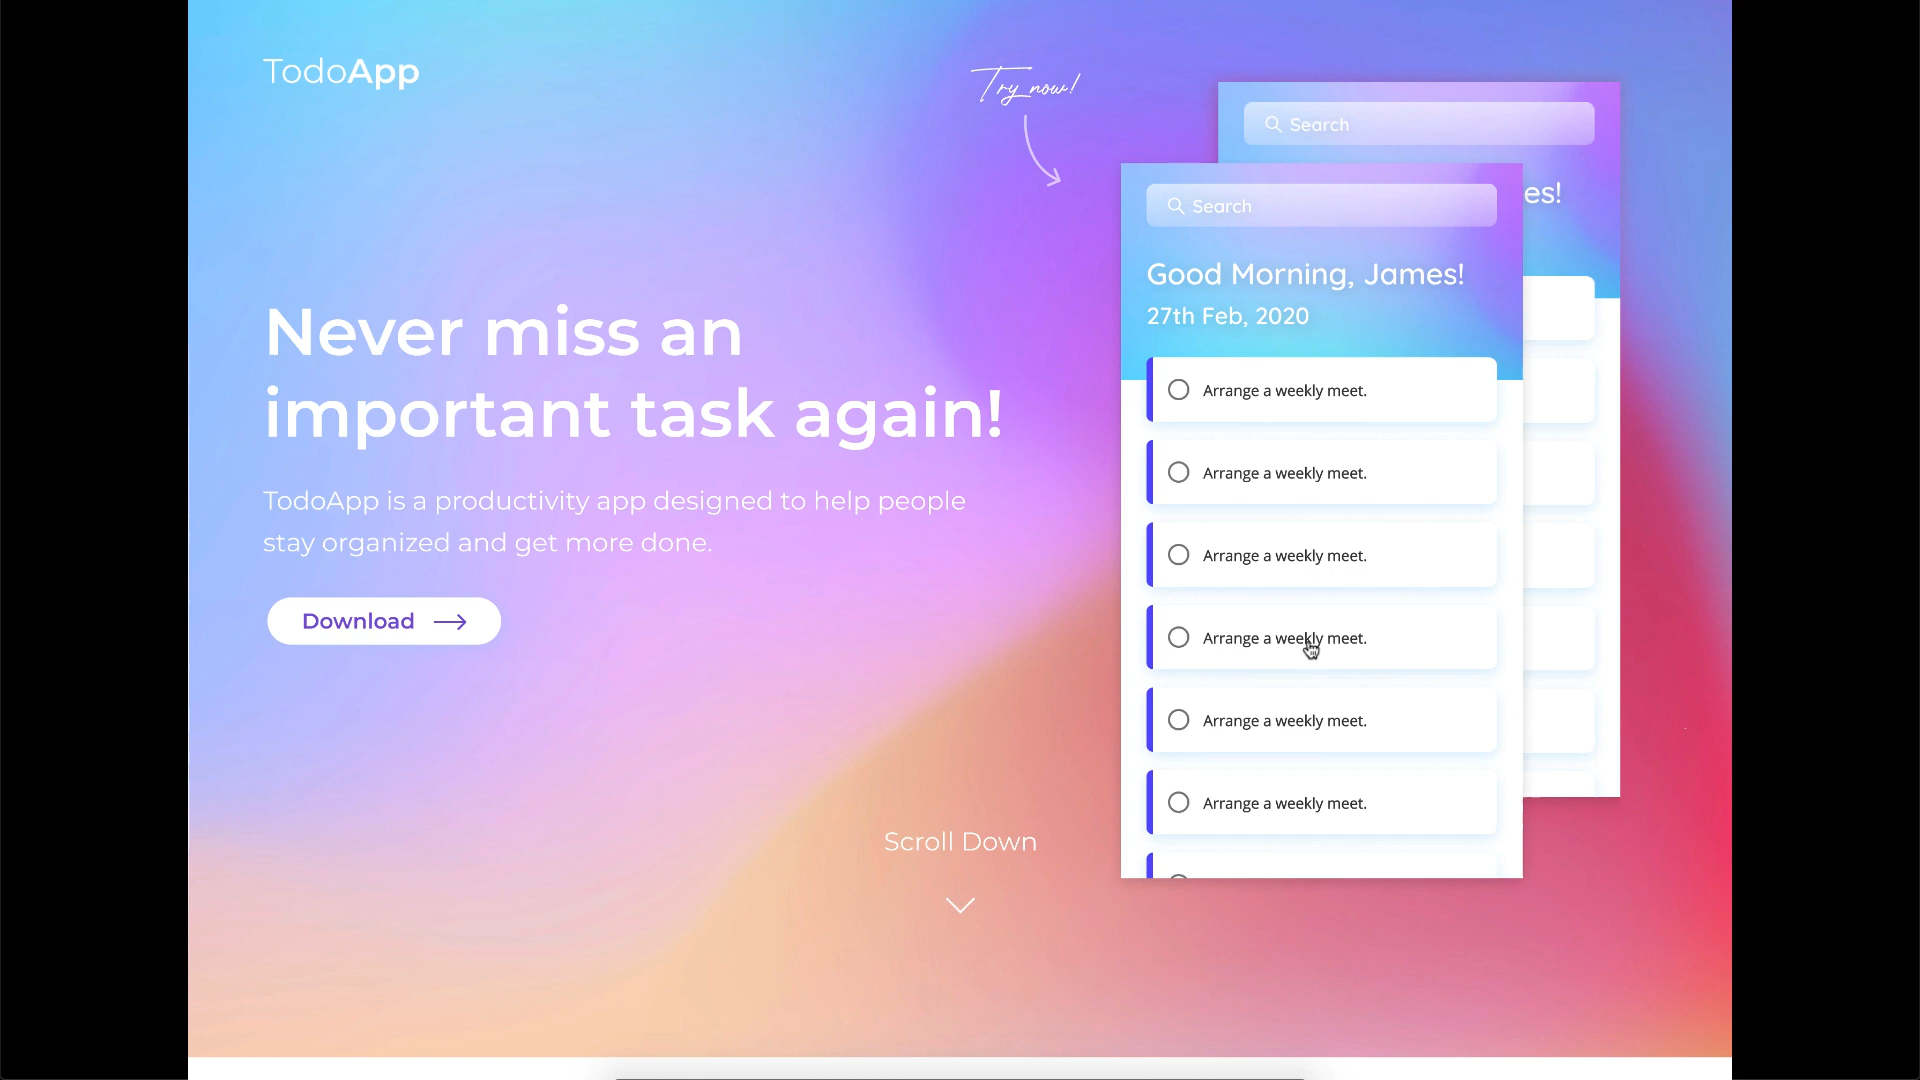 TodoApp
Try now!
Search
es!
Search
Good Morning, James!
27th Feb, 2020
Never miss an
important task again!
TodoApp is a productivity app designed to help people
stay organized and get more done.
Download
Arrange a weekly meet.
Arrange a weekly meet.
Arrange a weekly meet.
Arrange a weekly meet.
Arrange a weekly meet.
Arrange a weekly meet.
Scroll Down